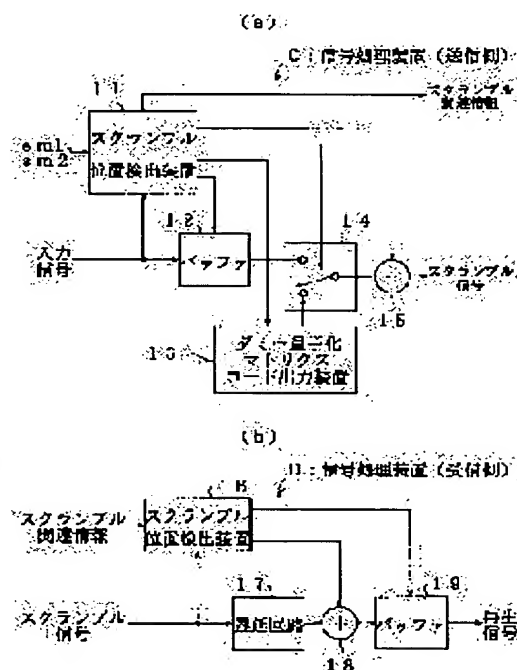 (a)
C:信号処理装置(送信側)
11
スクランブル
関連情報
スクランブル
位置検出装置
sm1
sm2
12
14
入力
信号
バッファ
スクランブル
信号
15
ダミー量子化
マトリクス
コード出力装置
(b)
D:信号処理装置(受信側)
スクランブル
関連情報
スクランブル
位置検出装置
17
19
スクランブル
信号
遅延回路
バッファ
再生
信号
18